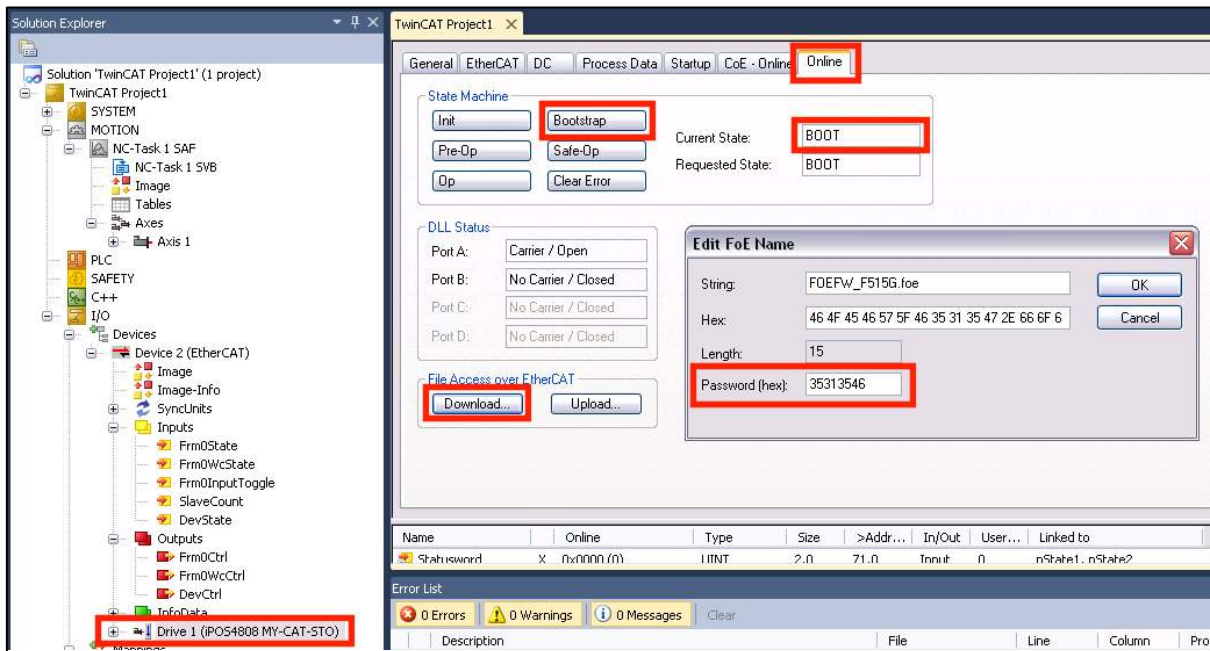 Solution Explorer
Solution 'TwinCAT Project1' (1 project)
TwinCAT Project1
SYSTEM
MOTION
NC-Task 1 SAF
NC-Task 1 SVB
Image
Tables
Axes
Axis 1
PLC
SAFETY
C++
I/O
Devices
Device 2 (EtherCAT)
Image
Image-Info
SyncUnits
Inputs
Frm0State
Frm0WcState
Frm0InputToggle
SlaveCount
DevState
Outputs
Frm0Ctrl
Frm0WcCtrl
DevCtrl
InfoData
Drive 1 (iPOS4808 MY-CAT-STO)
Mappings
TwinCAT Project1
General EtherCAT DC Process Data Startup CoE - Online Online
State Machine
Init Bootstrap
Pre-Op Safe-Op
Op Clear Error
Current State: BOOT
Requested State: BOOT
DLL Status
Port A: Carrier / Open
Port B: No Carrier / Closed
Port C: No Carrier / Closed
Port D: No Carrier / Closed
File Access over EtherCAT
Download... Upload...
Edit FoE Name
String: FOEFW_F515G.foe OK
Hex: 46 4F 45 46 57 5F 46 35 31 35 47 2E 66 6F 6 Cancel
Length: 15
Password (hex): 35313546
Name Online Type Size >Addr... In/Out User... Linked to
Statusword X 0x0000 (0) UINT 2.0 71.0 Input 0 nState1, nState2
Error List
0 Errors 0 Warnings 0 Messages Clear
Description File Line Column Pro